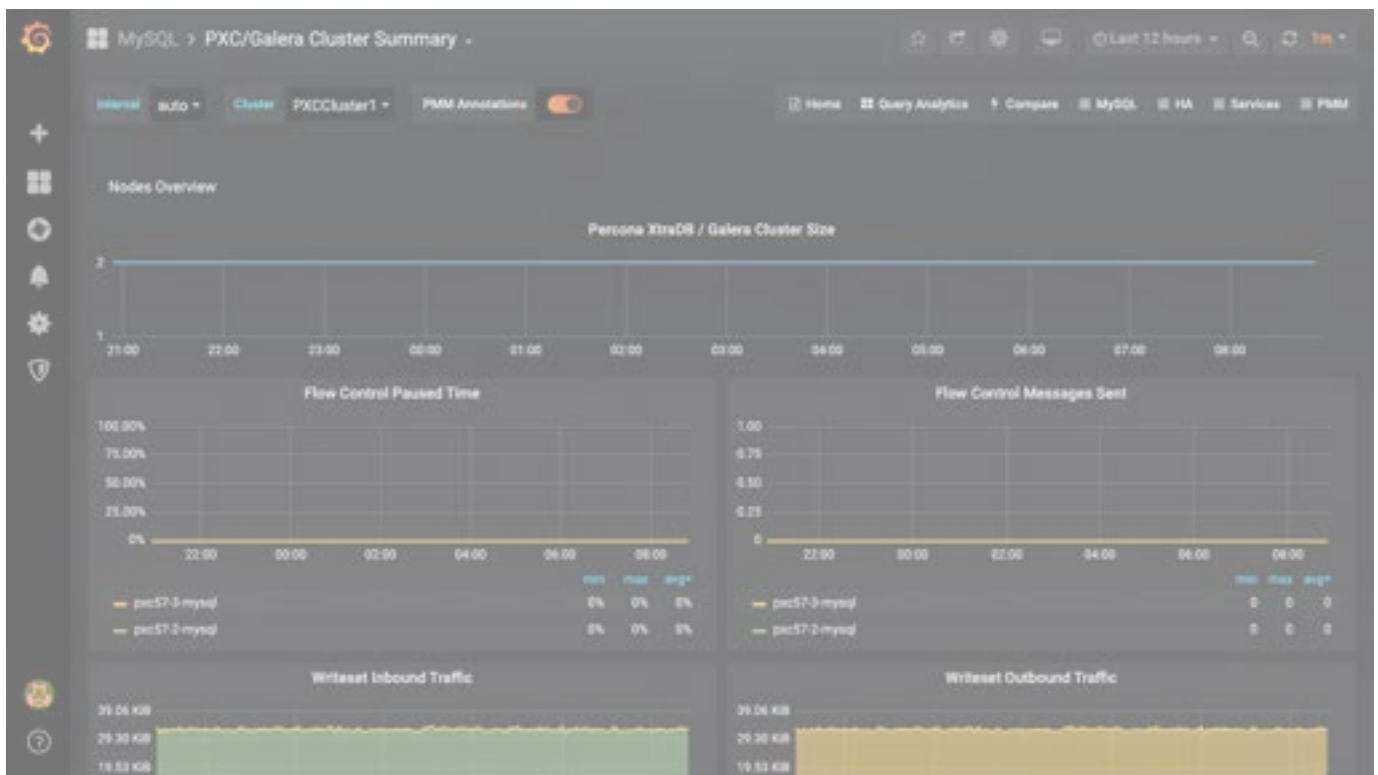 MySQL > PXC/Galera Cluster Summary
Last 12 hours
1m
Interval auto Cluster PXCCluster1 PMM Annotations
Home Query Analytics Compare MySQL HA Services PMM
Nodes Overview
Percona XtraDB / Galera Cluster Size
2
1
21:00 22:00 23:00 00:00 01:00 02:00 03:00 04:00 05:00 06:00 07:00 08:00
Flow Control Paused Time
100.00%
75.00%
50.00%
25.00%
0%
22:00 00:00 02:00 04:00 06:00 08:00
min max avg
pxc57-3-mysql 0% 0% 0%
pxc57-2-mysql 0% 0% 0%
Flow Control Messages Sent
1.00
0.75
0.50
0.25
0
22:00 00:00 02:00 04:00 06:00 08:00
min max avg
pxc57-3-mysql 0 0 0
pxc57-2-mysql 0 0 0
Writeset Inbound Traffic
39.06 KiB
29.30 KiB
19.53 KiB
Writeset Outbound Traffic
39.06 KiB
29.30 KiB
19.53 KiB